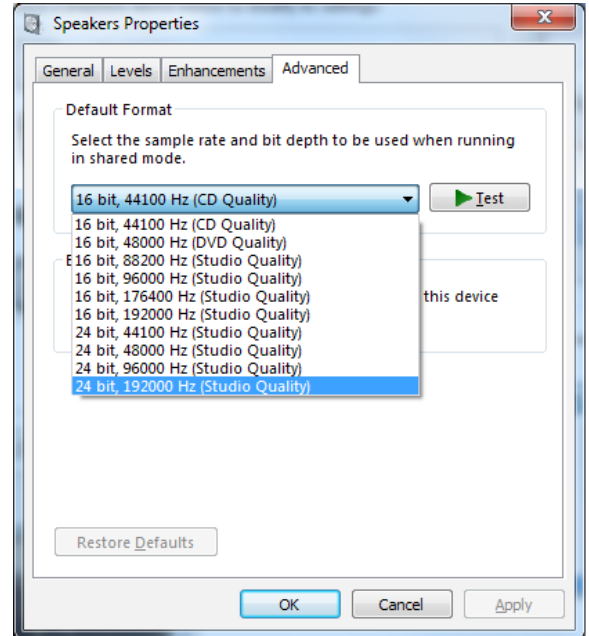 Speakers Properties
General Levels Enhancements Advanced
Default Format
Select the sample rate and bit depth to be used when running
in shared mode.
16 bit, 44100 Hz (CD Quality)
Test
16 bit, 44100 Hz (CD Quality)
16 bit, 48000 Hz (DVD Quality)
E
16 bit, 88200 Hz (Studio Quality)
16 bit, 96000 Hz (Studio Quality)
16 bit, 176400 Hz (Studio Quality)
this device
16 bit, 192000 Hz (Studio Quality)
24 bit, 44100 Hz (Studio Quality)
24 bit, 48000 Hz (Studio Quality)
24 bit, 96000 Hz (Studio Quality)
24 bit, 192000 Hz (Studio Quality)
Restore Defaults
OK Cancel Apply